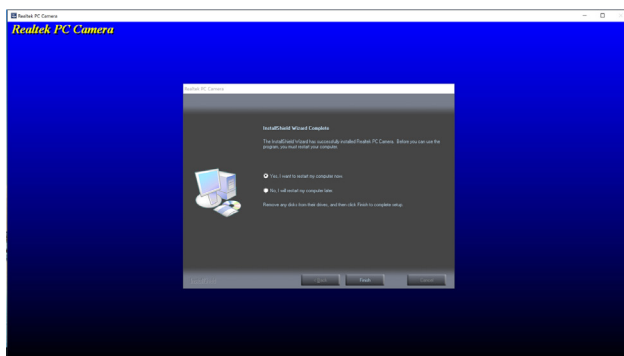 Realtek PC Camera
Realtek PC Camera
Realtek PC Camera
InstallShield Wizard Complete
The InstallShield Wizard has successfully installed Realtek PC Camera. Before you can use the
program, you must restart your computer.
Yes, I want to restart my computer now.
No, I will restart my computer later.
Remove any disks from their drives, and then click Finish to complete setup.
InstallShield
Back Finish Cancel